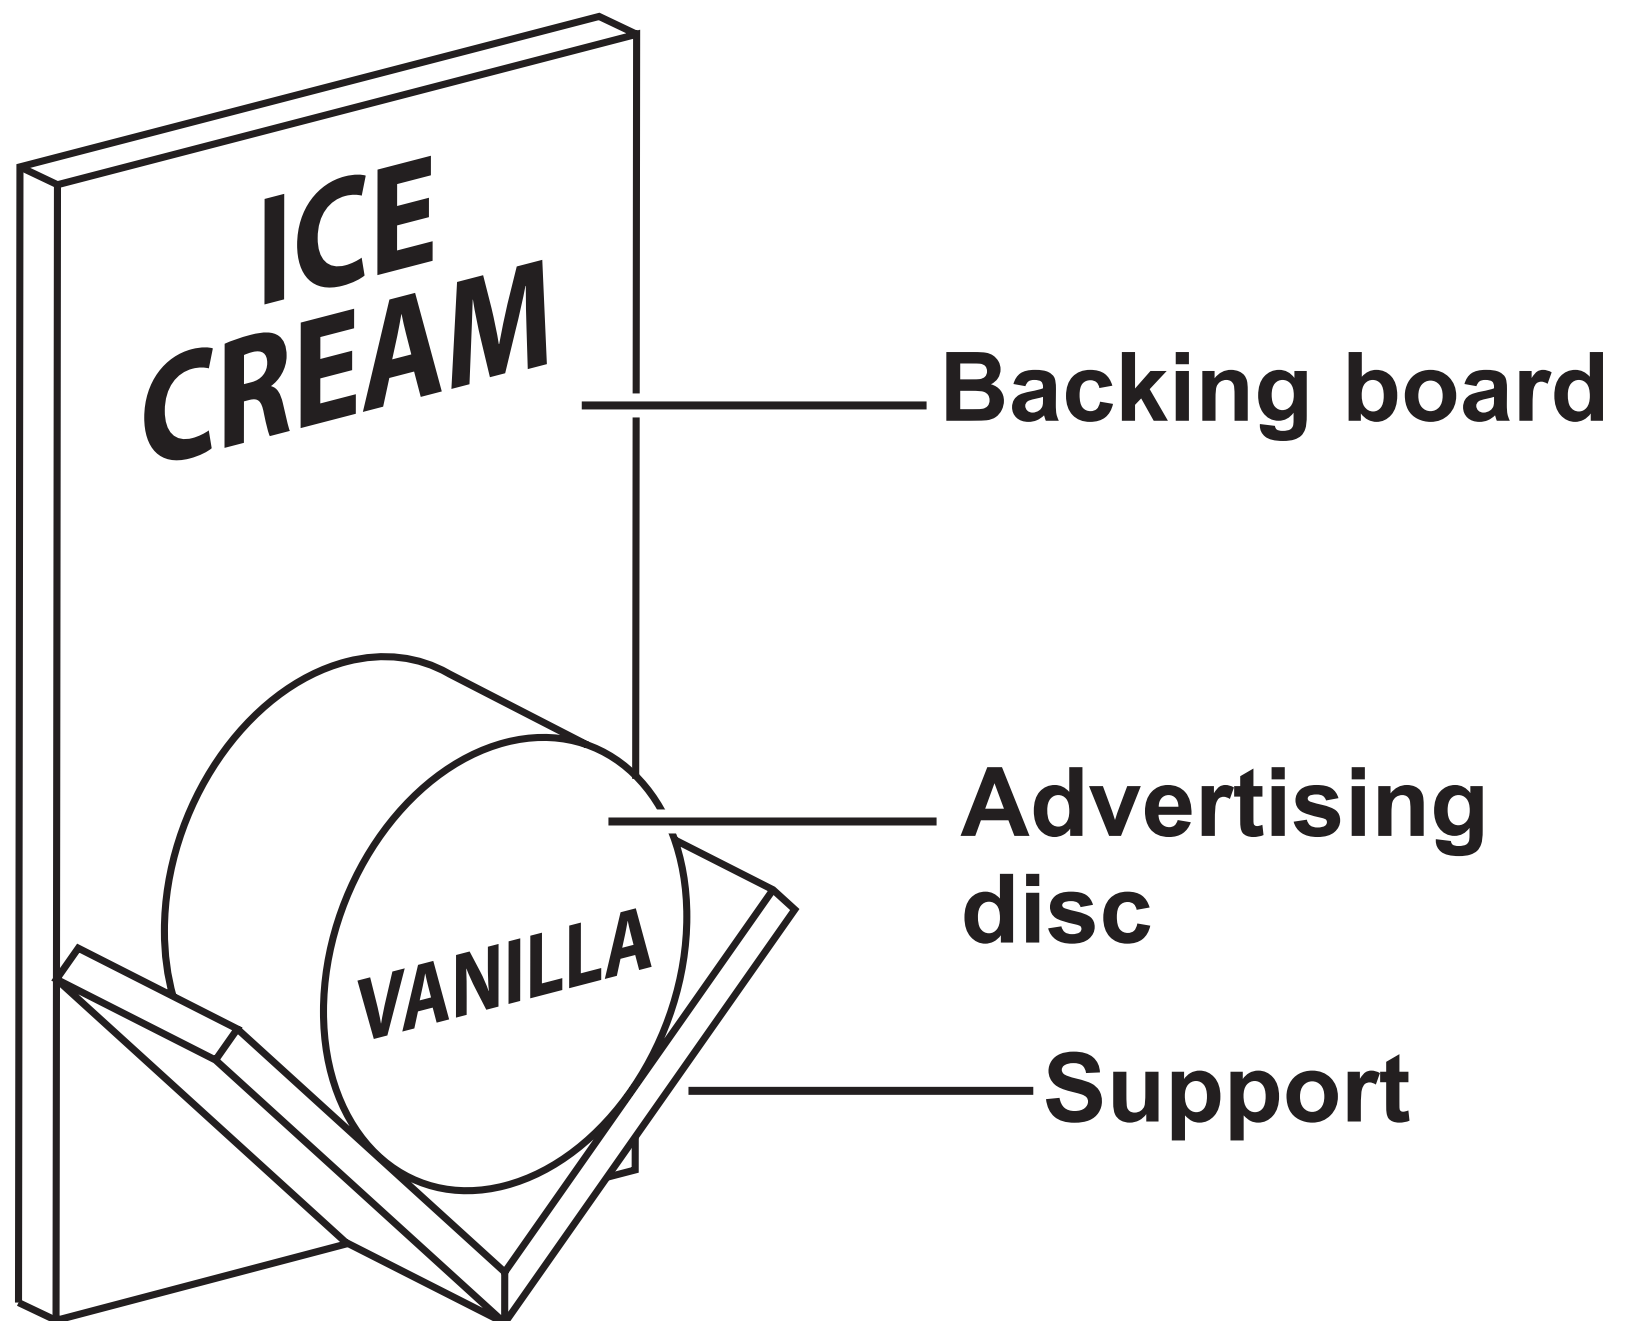 ICE
CREAM
Backing board
Advertising
disc
VANILLA
Support